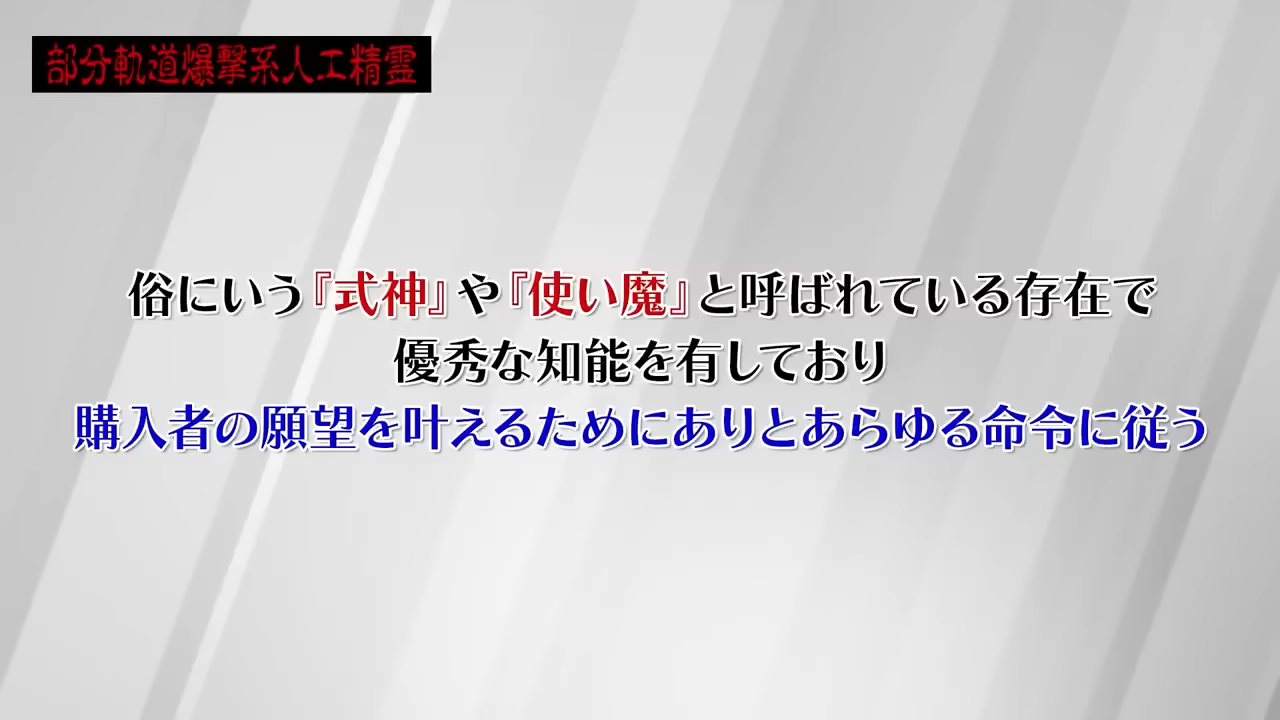 部分軌道爆撃系人工精霊
俗にいう『式神』や『使い魔』と呼ばれている存在で
優秀な知能を有しており
購入者の願望を叶えるためにありとあらゆる命令に従う